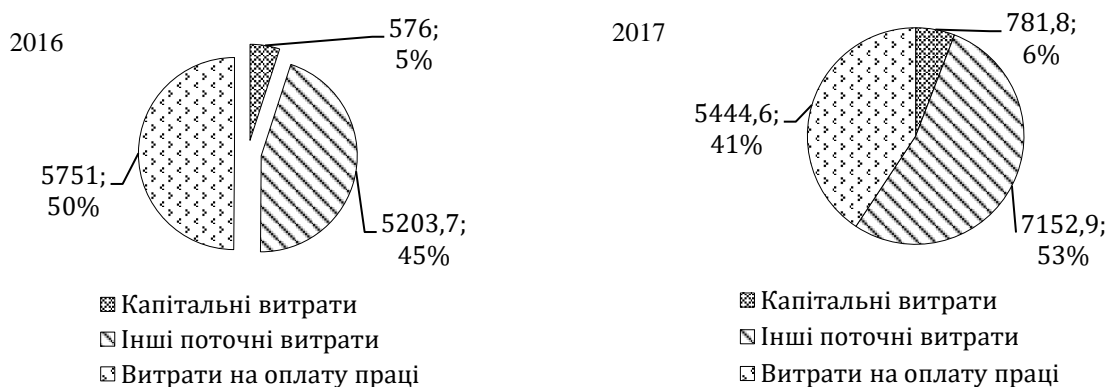 2016
576;
5%
5751;
50%
5203,7;
45%
Капітальні витрати
Інші поточні витрати
Витрати на оплату праці
2017
781,8;
6%
5444,6;
41%
7152,9;
53%
Капітальні витрати
Інші поточні витрати
Витрати на оплату праці